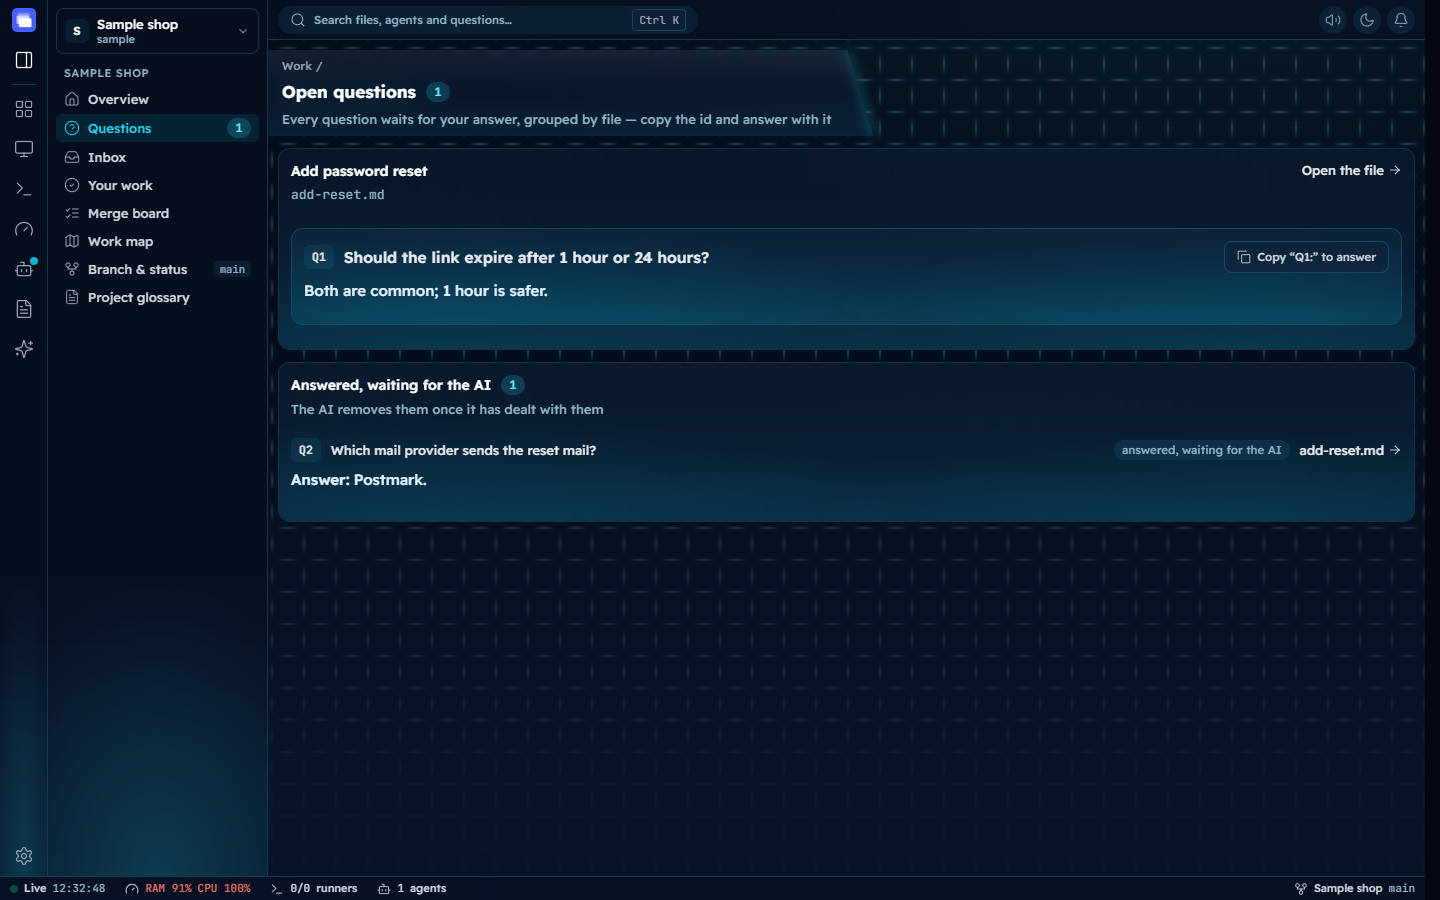 Sample shop
sample
S
SAMPLE SHOP
Overview
Questions 1
Inbox
Your work
Merge board
Work map
Branch & status main
Project glossary
Search files, agents and questions... Ctrl K
Work /
Open questions 1
Every question waits for your answer, grouped by file — copy the id and answer with it
Add password reset
Open the file →
add-reset.md
Q1 Should the link expire after 1 hour or 24 hours?
Copy “Q1:” to answer
Both are common; 1 hour is safer.
Answered, waiting for the AI 1
The AI removes them once it has dealt with them
Q2 Which mail provider sends the reset mail?
answered, waiting for the AI add-reset.md →
Answer: Postmark.
Live 12:32:48 RAM 91% CPU 100% 0/0 runners 1 agents
Sample shop main